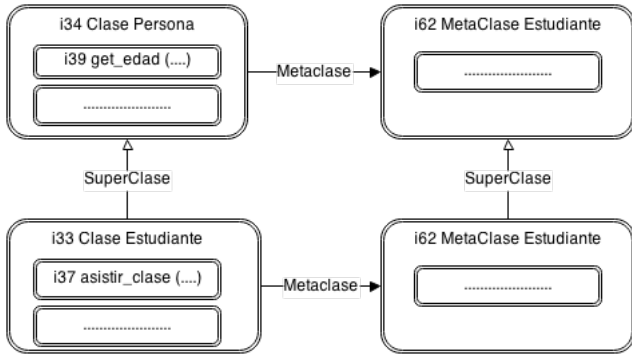 i34 Clase Persona
i39 get_edad (....)
......................
Metaclase
i62 MetaClase Estudiante
......................
SuperClase
SuperClase
i33 Clase Estudiante
i37 asistir_clase (....)
......................
Metaclase
i62 MetaClase Estudiante
......................